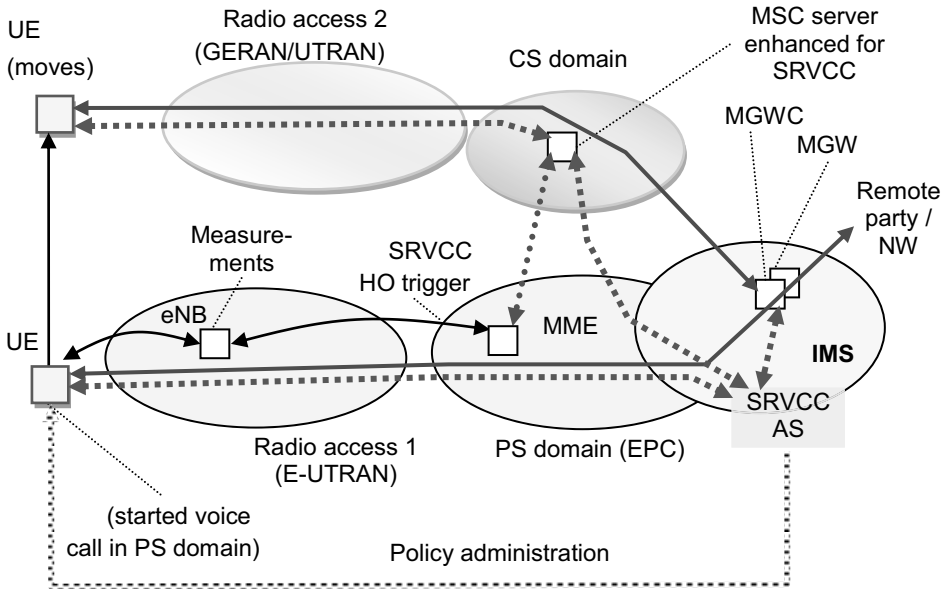 UE
(moves)
Radio access 2
(GERAN/UTRAN)
CS domain
MSC server
enhanced for
SRVCC
MGWC
MGW
Remote
party /
NW
Measure-
ments
SRVCC
HO trigger
eNB
MME
UE
IMS
SRVCC
AS
Radio access 1
(E-UTRAN)
PS domain (EPC)
(started voice
call in PS domain)
Policy administration